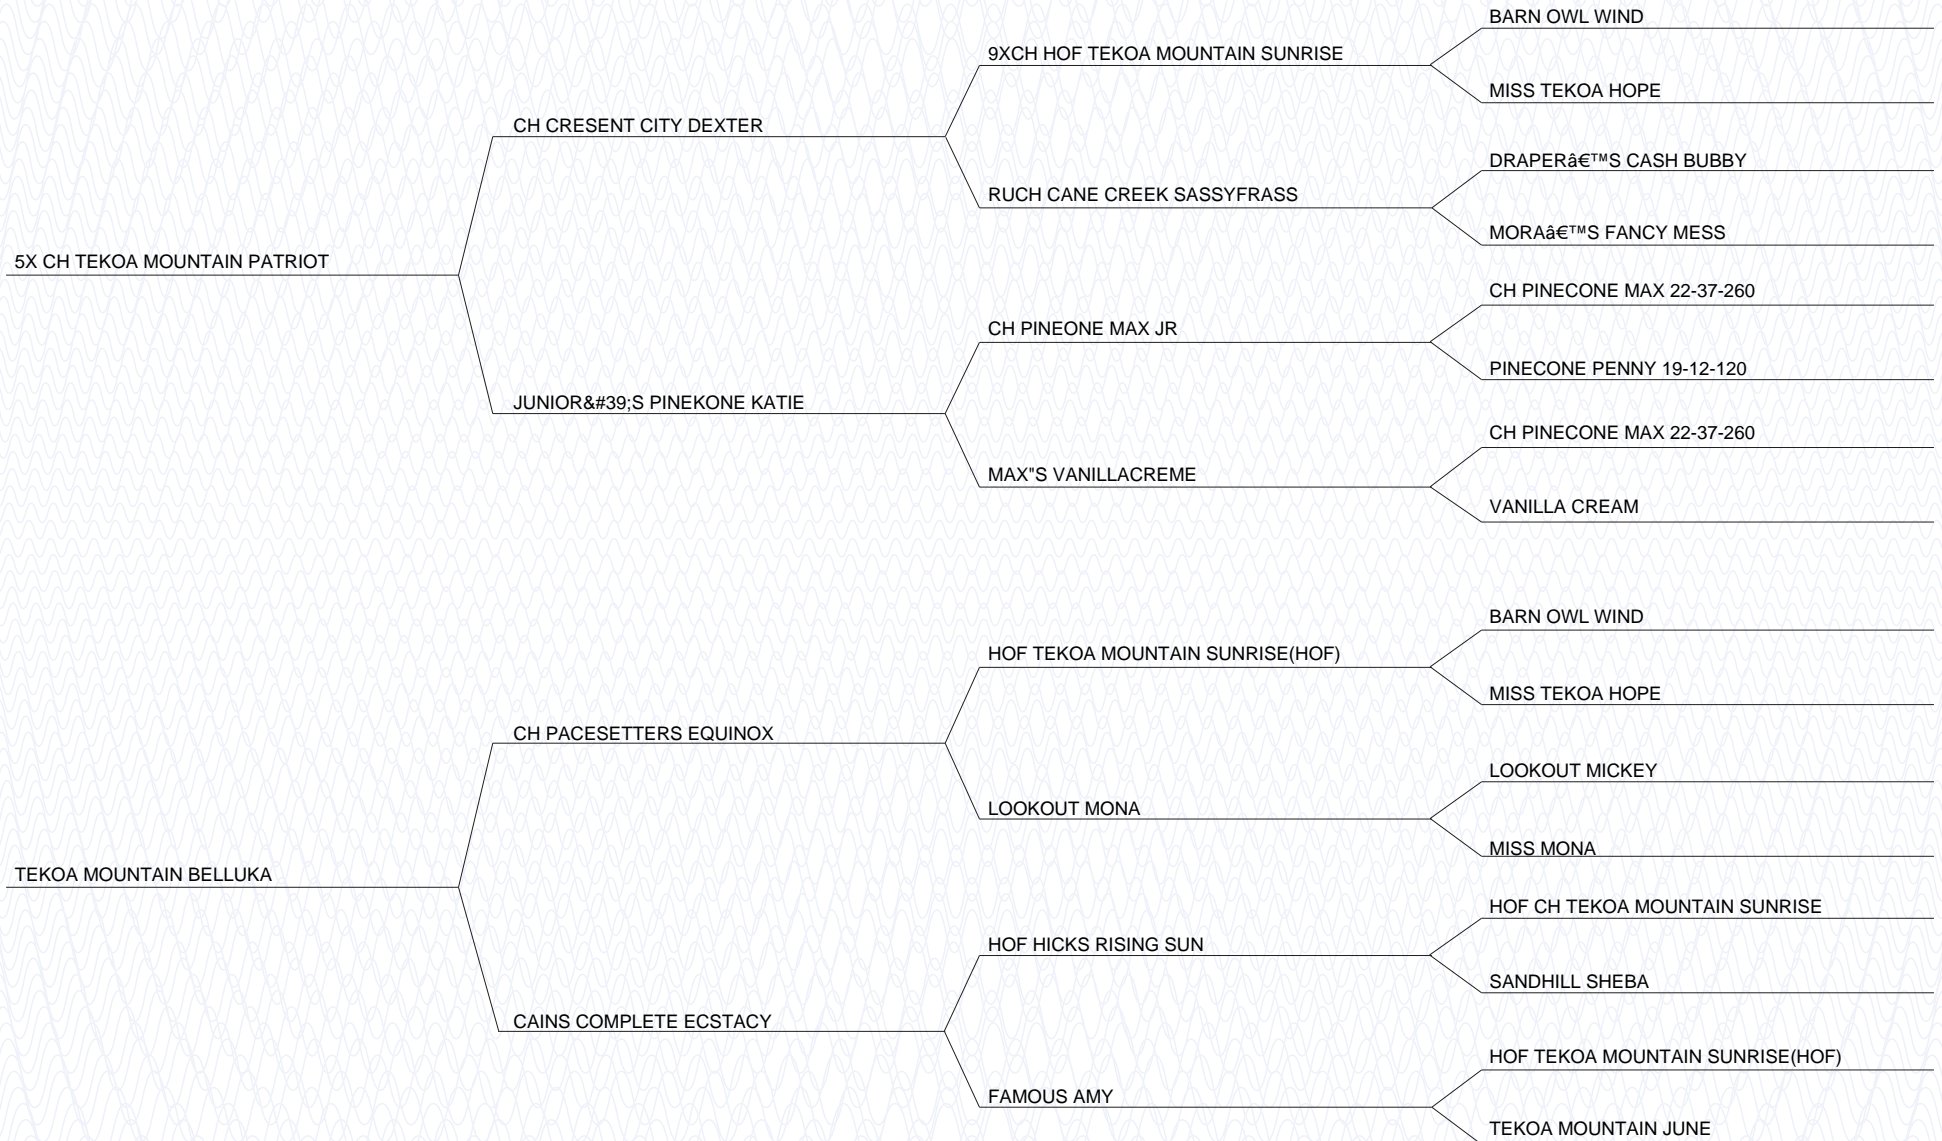 BARN OWL WIND
9XCH HOF TEKOA MOUNTAIN SUNRISE
MISS TEKOA HOPE
CH CRESENT CITY DEXTER
DRAPERâ€™S CASH BUBBY
RUCH CANE CREEK SASSYFRASS
MORAâ€™S FANCY MESS
5X CH TEKOA MOUNTAIN PATRIOT
CH PINECONE MAX 22-37-260
CH PINEONE MAX JR
PINECONE PENNY 19-12-120
JUNIOR&#39;S PINEKONE KATIE
CH PINECONE MAX 22-37-260
MAX"S VANILLACREME
VANILLA CREAM
BARN OWL WIND
HOF TEKOA MOUNTAIN SUNRISE(HOF)
MISS TEKOA HOPE
CH PACESETTERS EQUINOX
LOOKOUT MICKEY
LOOKOUT MONA
MISS MONA
TEKOA MOUNTAIN BELLUKA
HOF CH TEKOA MOUNTAIN SUNRISE
HOF HICKS RISING SUN
SANDHILL SHEBA
CAINS COMPLETE ECSTACY
HOF TEKOA MOUNTAIN SUNRISE(HOF)
FAMOUS AMY
TEKOA MOUNTAIN JUNE